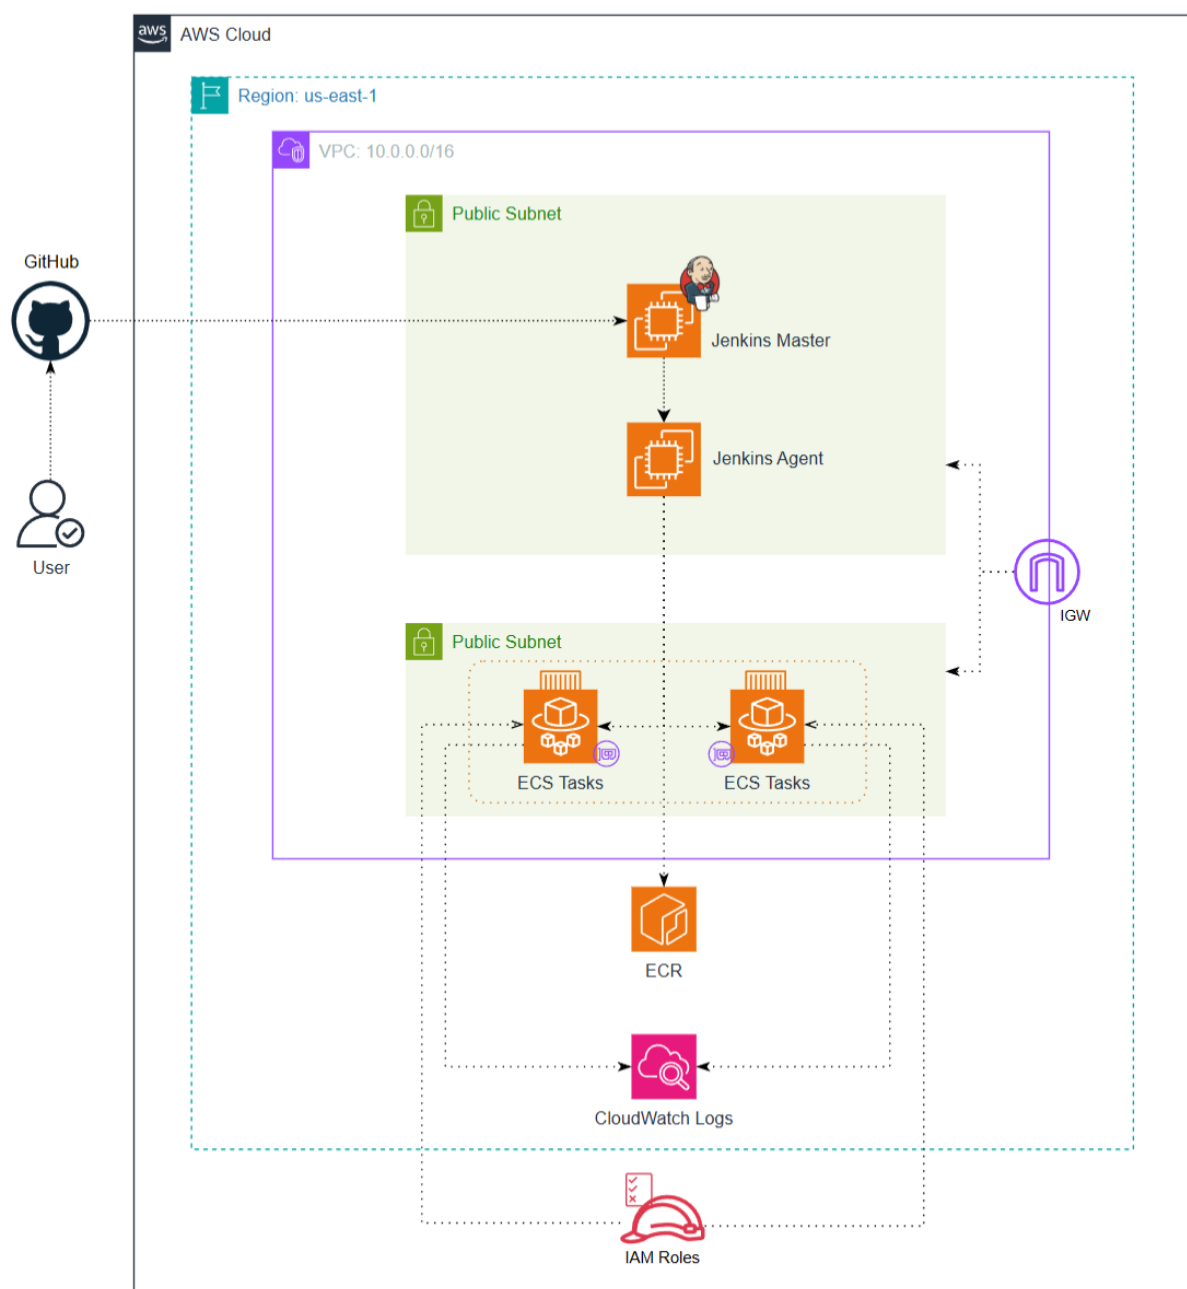 aws
AWS Cloud
Region: us-east-1
VPC: 10.0.0.0/16
Public Subnet
GitHub
Jenkins Master
Jenkins Agent
User
IGW
Public Subnet
ECS Tasks
ECS Tasks
ECR
CloudWatch Logs
IAM Roles